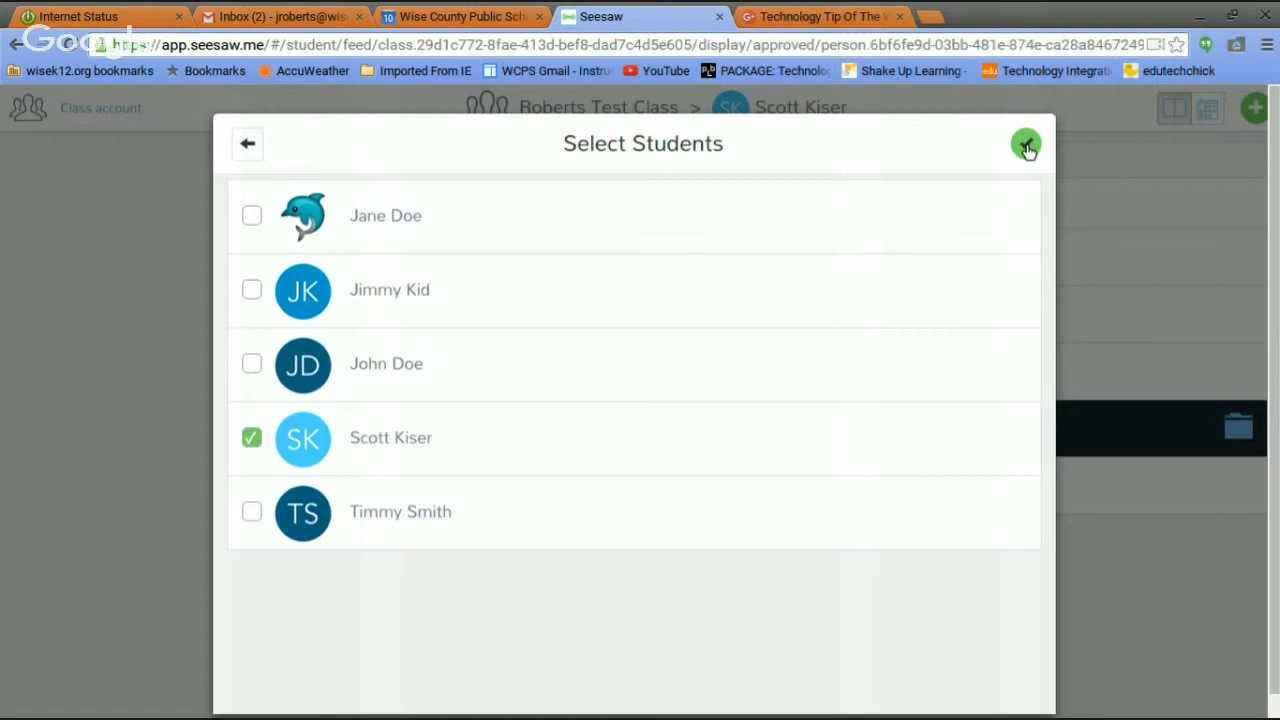 Internet Status
Inbox (2) - jroberts@wis
Wise County Public Sch
Seesaw
Technology Tip Of The W
Google
https://app.seesaw.me/#/student/feed/class.29d1c772-8fae-413d-bef8-dad7c4d5e605/display/approved/person.6bf6fe9d-03bb-481e-874e-ca28a8467249
wisek12.org bookmarks
Bookmarks
AccuWeather
Imported From IE
WCPS Gmail - Instru
YouTube
PACKAGE: Technolo
Shake Up Learning -
Technology Integrati
edutechchick
Class account
Roberts Test Class > SK Scott Kiser
Select Students
Jane Doe
JK Jimmy Kid
JD John Doe
SK Scott Kiser
TS Timmy Smith